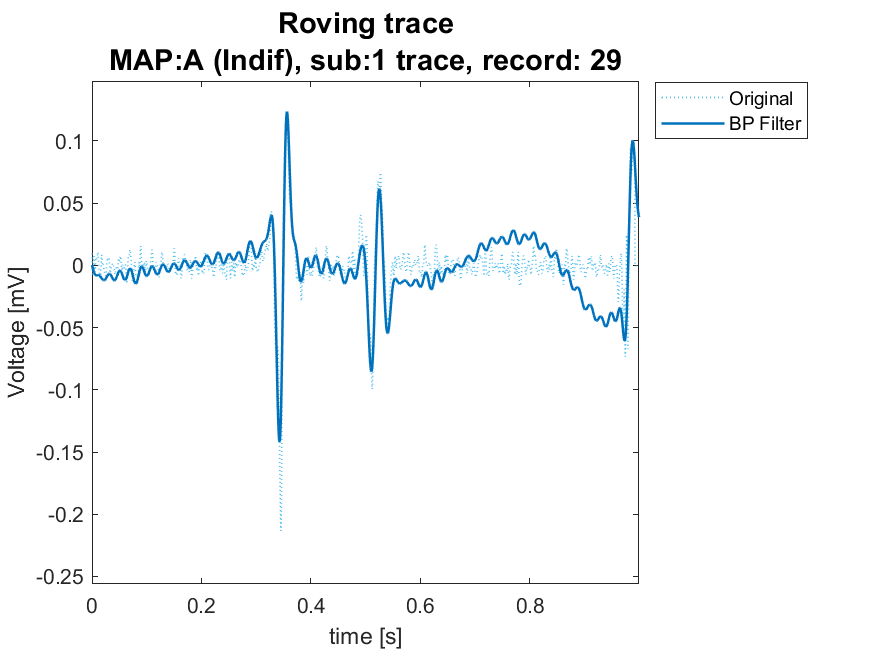 Roving trace
MAP:A (Indif), sub:1 trace, record: 29
Original
BP Filter
0.1
0.05
0
-0.05
-0.1
-0.15
-0.2
-0.25
Voltage [mV]
0 0.2 0.4 0.6 0.8
time [s]